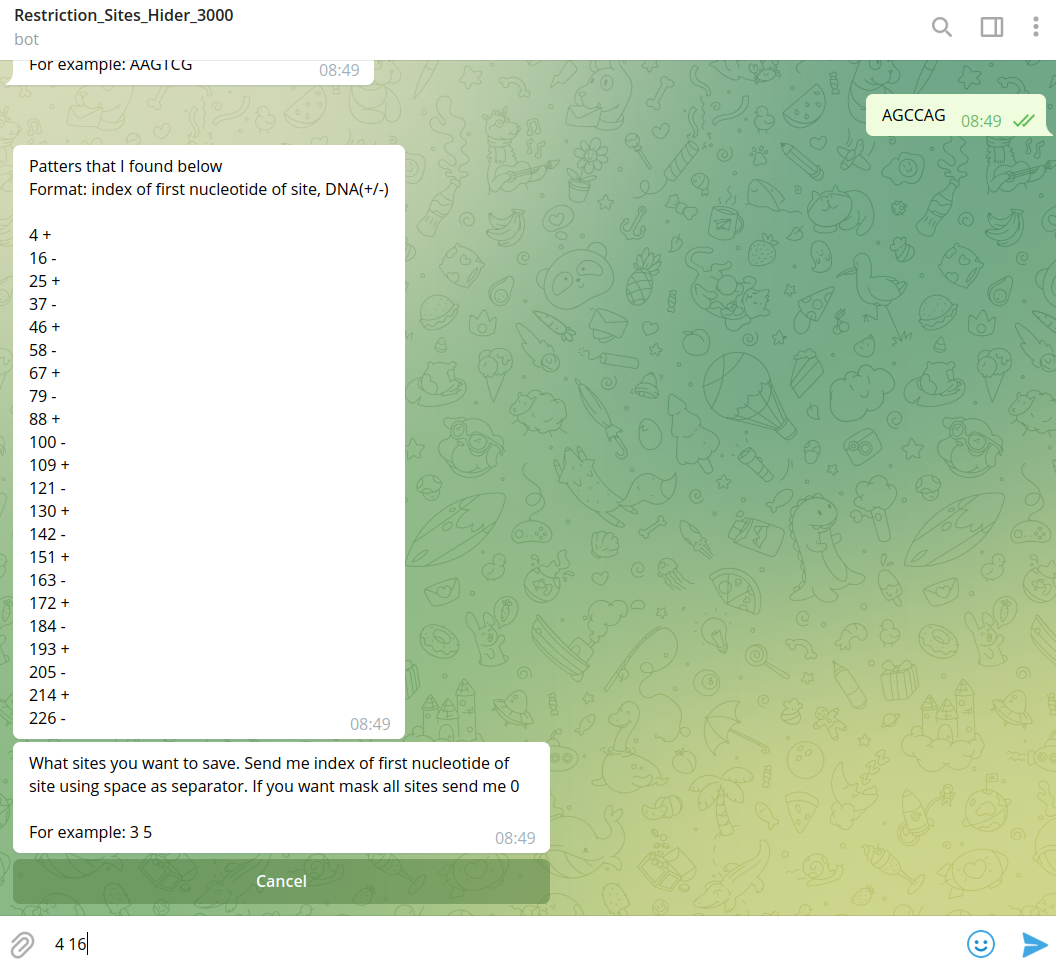 Restriction_Sites_Hider_3000
bot
For example: AAGTCG
08:49
AGCCAG 08:49
Patters that I found below
Format: index of first nucleotide of site, DNA(+/-)
4 +
16 -
25 +
37 -
46 +
58 -
67 +
79 -
88 +
100 -
109 +
121 -
130 +
142 -
151 +
163 -
172 +
184 -
193 +
205 -
214 +
226 -
08:49
What sites you want to save. Send me index of first nucleotide of
site using space as separator. If you want mask all sites send me 0
For example: 3 5
08:49
Cancel
4 16